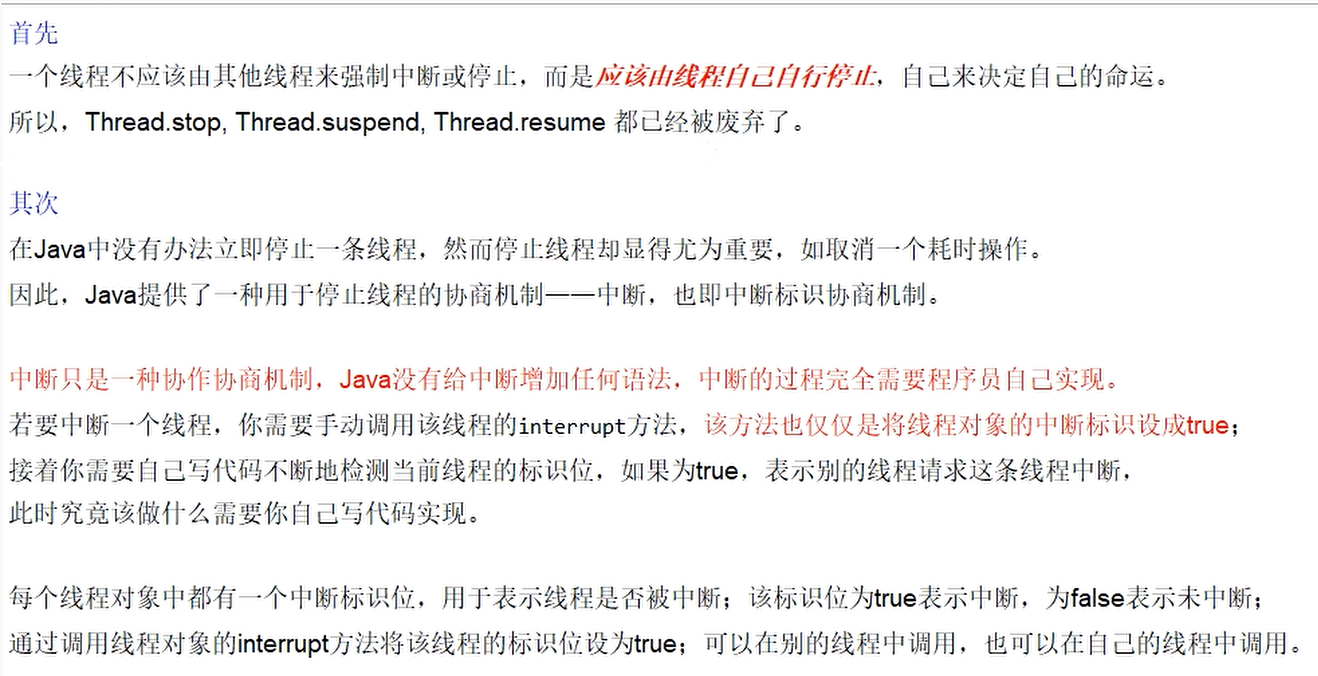 首先
一个线程不应该由其他线程来强制中断或停止，而是应该由线程自己自行停止，自己来决定自己的命运。
所以，Thread.stop, Thread.suspend, Thread.resume 都已经被废弃了。
其次
在Java中没有办法立即停止一条线程，然而停止线程却显得尤为重要，如取消一个耗时操作。
因此，Java提供了一种用于停止线程的协商机制——中断，也即中断标识协商机制。
中断只是一种协作协商机制，Java没有给中断增加任何语法，中断的过程完全需要程序员自己实现。
若要中断一个线程，你需要手动调用该线程的interrupt方法，该方法也仅仅是将线程对象的中断标识设成true；
接着你需要自己写代码不断地检测当前线程的标识位，如果为true，表示别的线程请求这条线程中断，
此时究竟该做什么需要你自己写代码实现。
每个线程对象中都有一个中断标识位，用于表示线程是否被中断；该标识位为true表示中断，为false表示未中断；
通过调用线程对象的interrupt方法将该线程的标识位设为true；可以在别的线程中调用，也可以在自己的线程中调用。